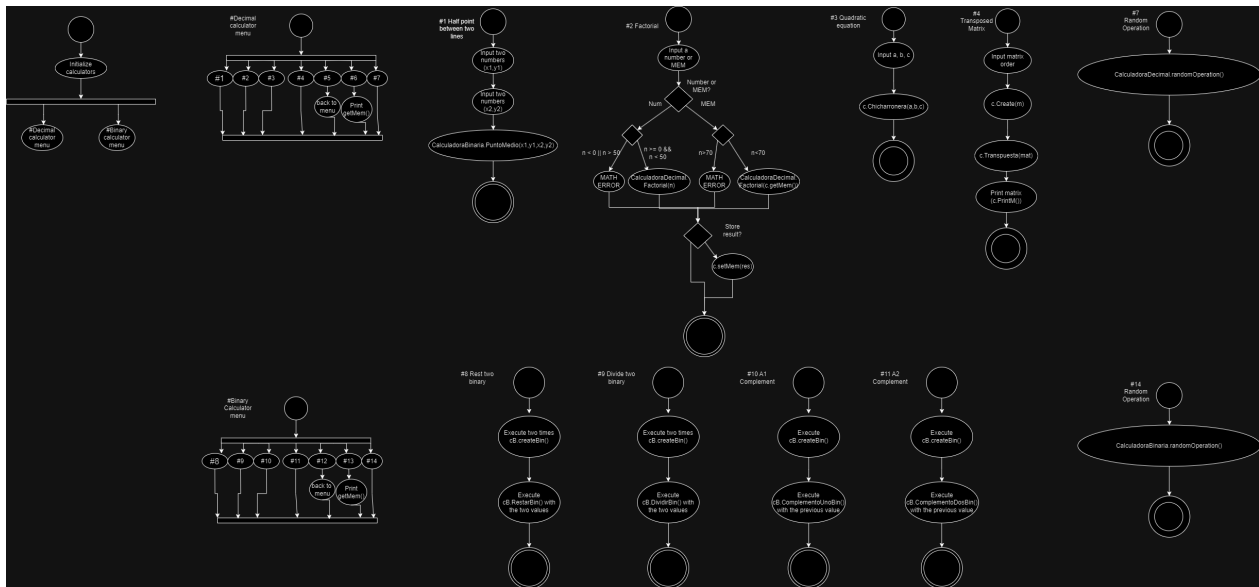 Initialize
calculators
#Decimal
calculator
menu
#Binary
calculator
menu
#Decimal
calculator
menu
#1
#2
#3
#4
#5
#6
#7
back to
menu
Print
getMem()
#1 Half point
between two
lines
Input two
numbers
(x1,y1)
Input two
numbers
(x2,y2)
CalculadoraBinaria.PuntoMedio(x1,y1,x2,y2)
#2 Factorial
Input a
number or
MEM
Number or
MEM?
Num
MEM
n < 0 || n > 50
n >= 0 &&
n < 50
n>70
n<70
MATH
ERROR
CalculadoraDecimal.
Factorial(n)
MATH
ERROR
CalculadoraDecimal.
Factorial(c.getMem())
Store
result?
c.setMem(res)
#3 Quadratic
equation
Input a, b, c
c.Chicharronera(a,b,c)
#4
Transposed
Matrix
Input matrix
order
c.Create(m)
c.Transpuesta(mat)
Print matrix
(c.PrintM())
#7
Random
Operation
CalculadoraDecimal.randomOperation()
#Binary
Calculator
menu
#8
#9
#10
#11
#12
#13
#14
back to
menu
Print
getMem()
#8 Rest two
binary
Execute two times
cB.createBin()
Execute
cB.RestarBin() with
the two values
#9 Divide two
binary
Execute two times
cB.createBin()
Execute
cB.DividirBin() with
the two values
#10 A1
Complement
Execute
cB.createBin()
Execute
cB.ComplementoUnoBin()
with the previous value
#11 A2
Complement
Execute
cB.createBin()
Execute
cB.ComplementoDosBin()
with the previous value
#14
Random
Operation
CalculadoraBinaria.randomOperation()